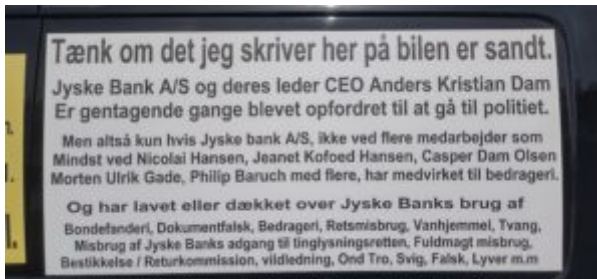 Tænk om det jeg skriver her på bilen er sandt.
Jyske Bank A/S og deres leder CEO Anders Kristian Dam
Er gentagende gange blevet opfordret til at gå til politiet.
Men altså kun hvis Jyske bank A/S, ikke ved flere medarbejder som
Mindst ved Nicolai Hansen, Jeanet Kofoed Hansen, Casper Dam Olsen
Morten Ulrik Gade, Philip Baruch med flere, har medvirket til bedrageri.
Og har lavet eller dækket over Jyske Banks brug af
Bondefanderi, Dokumentfalsk, Bedrageri, Retsmisbrug, Vanhjemmel, Tvang,
Misbrug af Jyske Banks adgang til tinglysningsretten, Fuldmagt misbrug,
Bestikkelse / Returkommission, vildledning, Ond Tro, Svig, Falsk, Lyver m.m